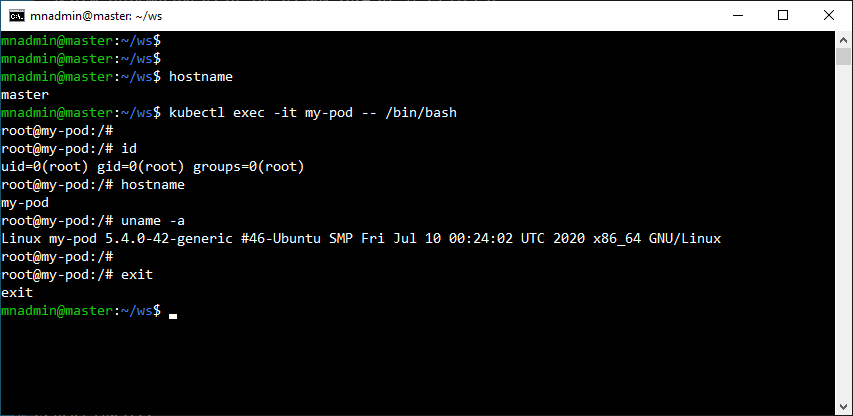 mnadmin@master: ~/ws
mnadmin@master:~/ws$
mnadmin@master:~/ws$
mnadmin@master:~/ws$ hostname
master
mnadmin@master:~/ws$ kubectl exec -it my-pod -- /bin/bash
root@my-pod:/#
root@my-pod:/# id
uid=0(root) gid=0(root) groups=0(root)
root@my-pod:/# hostname
my-pod
root@my-pod:/# uname -a
Linux my-pod 5.4.0-42-generic #46-Ubuntu SMP Fri Jul 10 00:24:02 UTC 2020 x86_64 GNU/Linux
root@my-pod:/#
root@my-pod:/# exit
exit
mnadmin@master:~/ws$